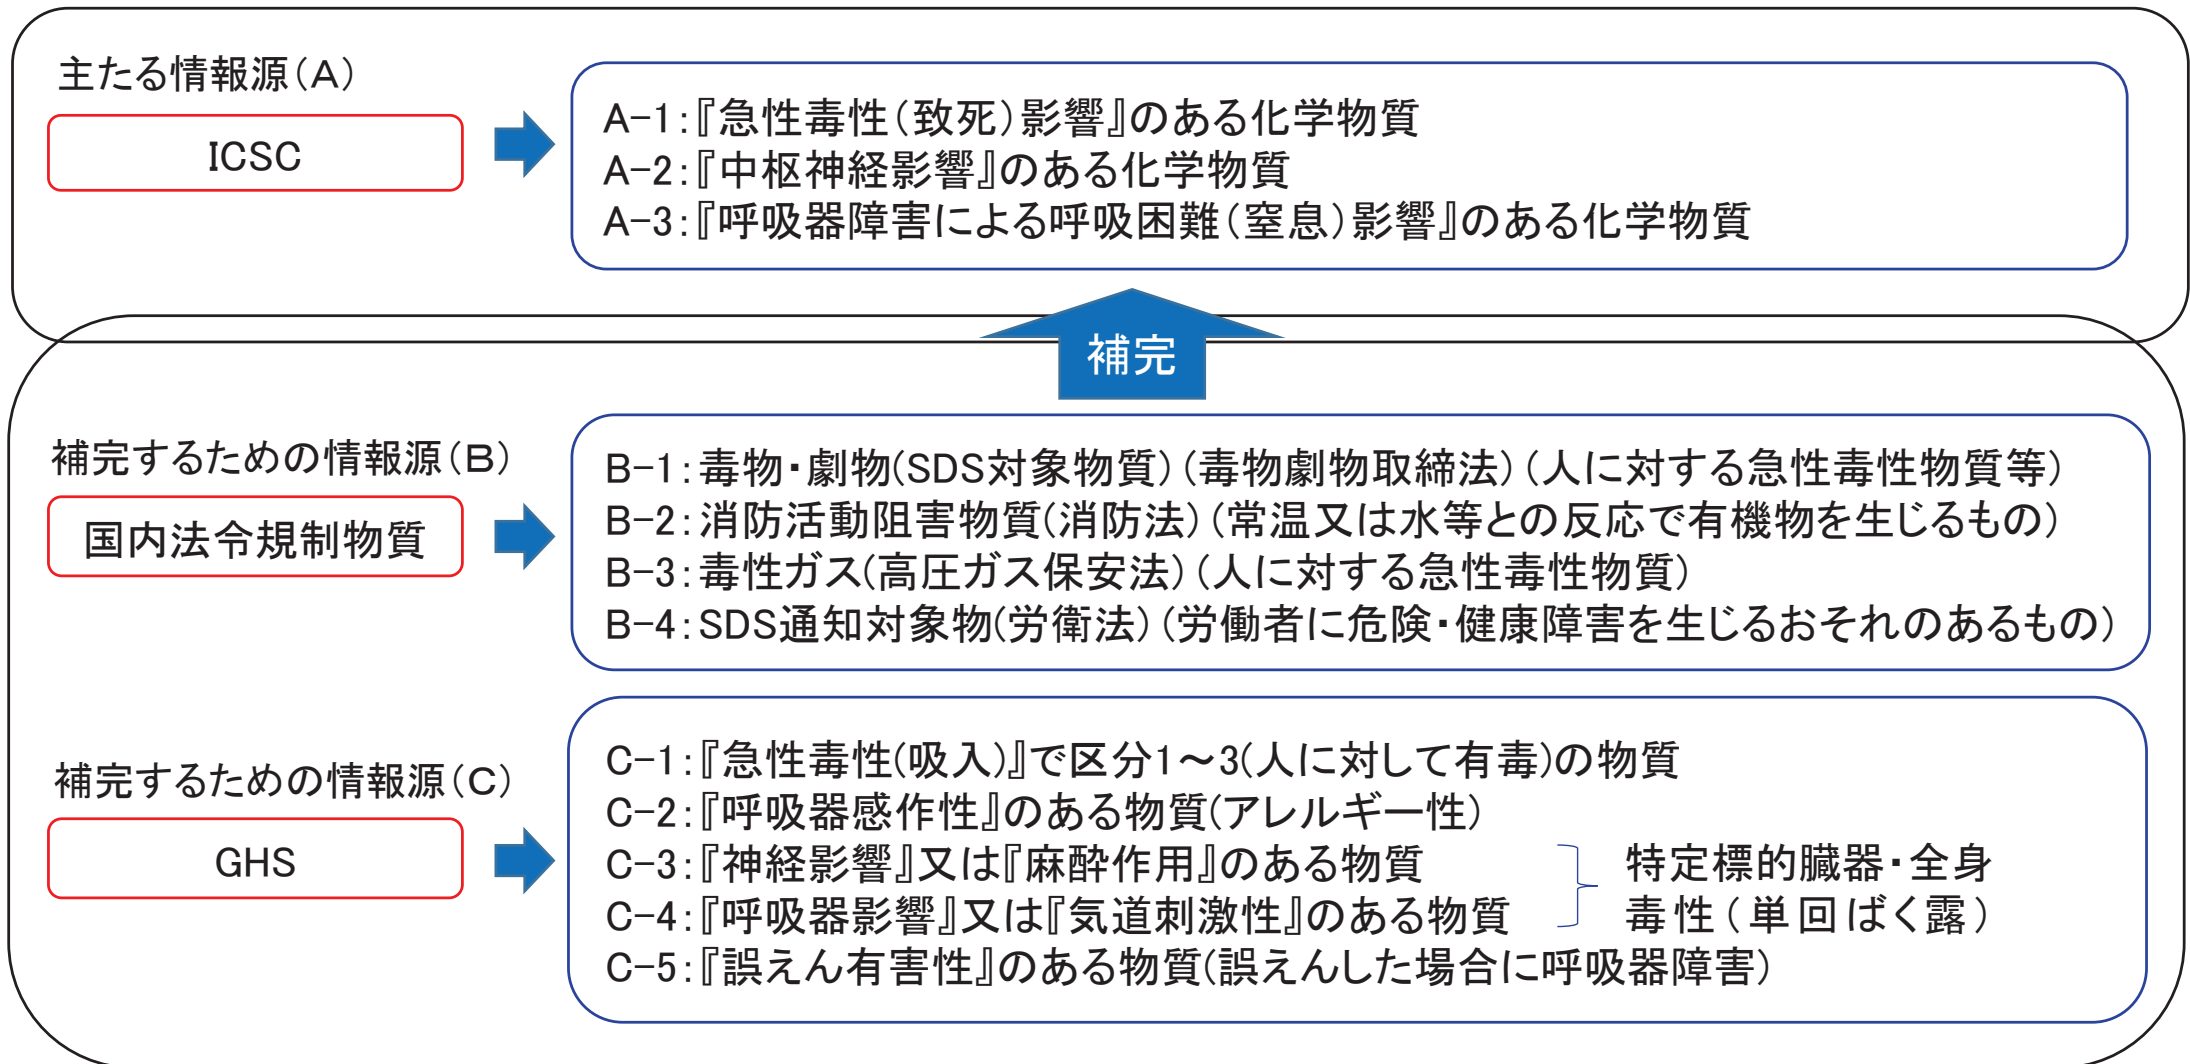 主たる情報源(A)
ICSC
A-1:『急性毒性(致死)影響』のある化学物質
A-2:『中枢神経影響』のある化学物質
A-3:『呼吸器障害による呼吸困難(窒息)影響』のある化学物質
補完
補完するための情報源(B)
国内法令規制物質
B-1:毒物・劇物(SDS対象物質)(毒物劇物取締法)(人に対する急性毒性物質等)
B-2:消防活動阻害物質(消防法)(常温又は水等との反応で有機物を生じるもの)
B-3:毒性ガス(高圧ガス保安法)(人に対する急性毒性物質)
B-4:SDS通知対象物(労衛法)(労働者に危険・健康障害を生じるおそれのあるもの)
補完するための情報源(C)
GHS
C-1:『急性毒性(吸入)』で区分1～3(人に対して有毒)の物質
C-2:『呼吸器感作性』のある物質(アレルギー性)
C-3:『神経影響』又は『麻酔作用』のある物質
C-4:『呼吸器影響』又は『気道刺激性』のある物質
特定標的臓器・全身
毒性(単回ばく露)
C-5:『誤えん有害性』のある物質(誤えんした場合に呼吸器障害)